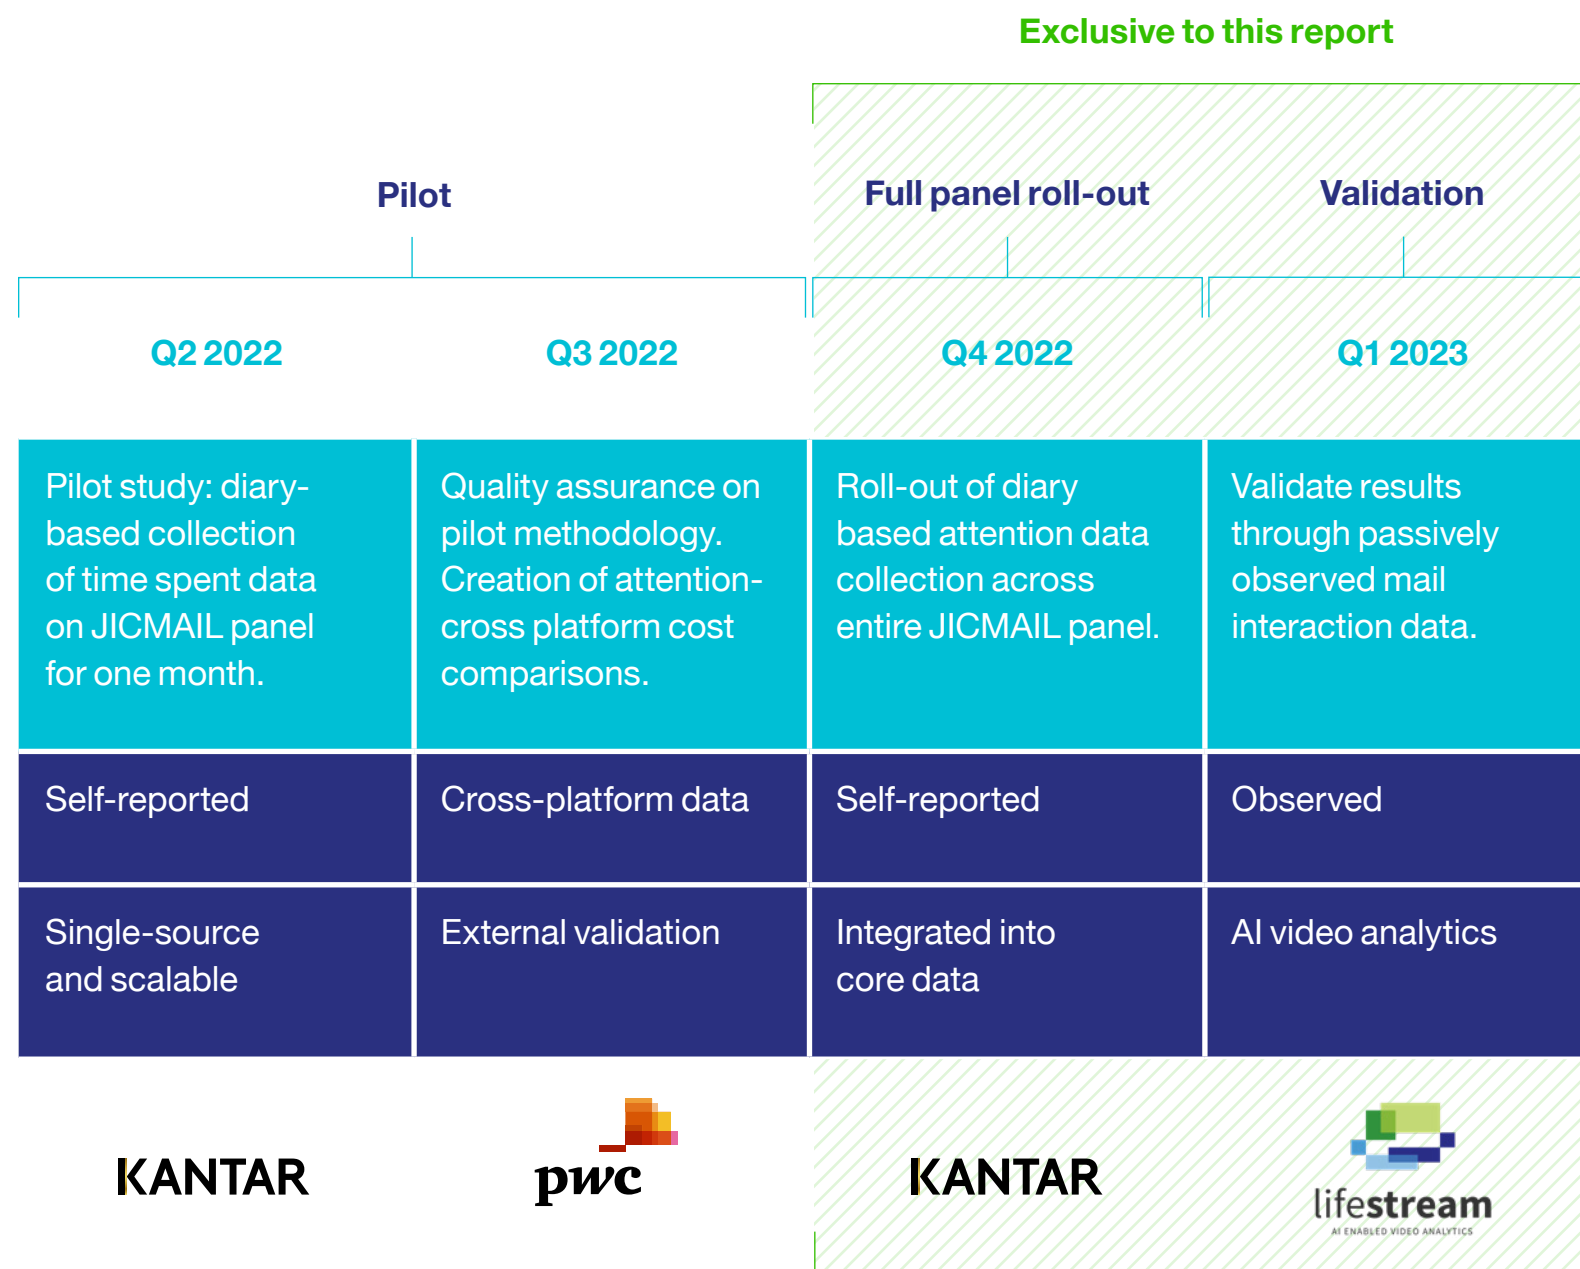 Exclusive to this report
Pilot
Full panel roll-out
Validation
Q2 2022
Q3 2022
Q4 2022
Q1 2023
Pilot study: diary-
based collection
of time spent data
on JICMAIL panel
for one month.
Quality assurance on
pilot methodology.
Creation of attention-
cross platform cost
comparisons.
Roll-out of diary
based attention data
collection across
entire JICMAIL panel.
Validate results
through passively
observed mail
interaction data.
Self-reported
Cross-platform data
Self-reported
Observed
Single-source
and scalable
External validation
Integrated into
core data
AI video analytics
KANTAR
pwc
KANTAR
lifestream
AI ENABLED VIDEO ANALYTICS